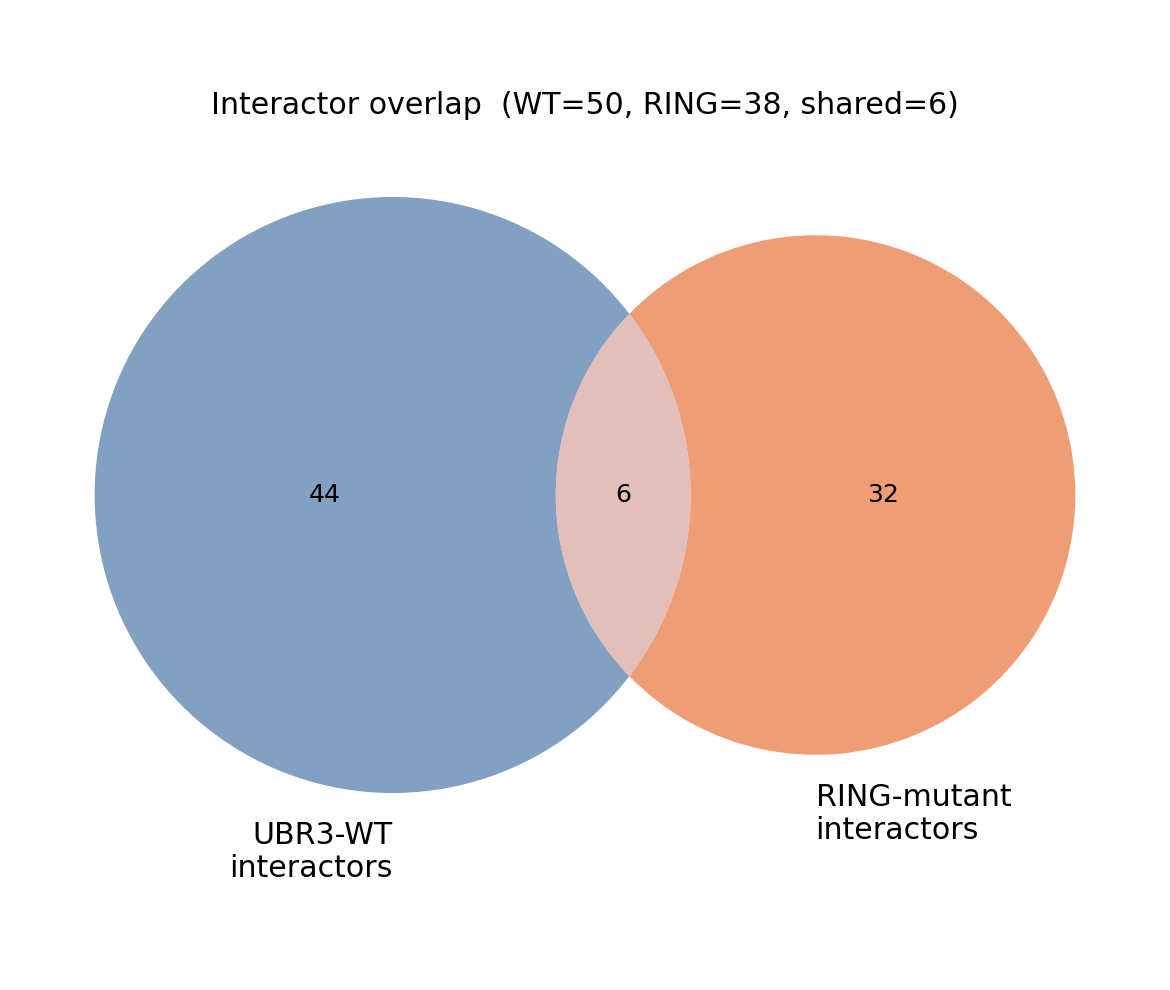 Interactor overlap  (WT=50, RING=38, shared=6)
44
6
32
UBR3-WT
interactors
RING-mutant
interactors